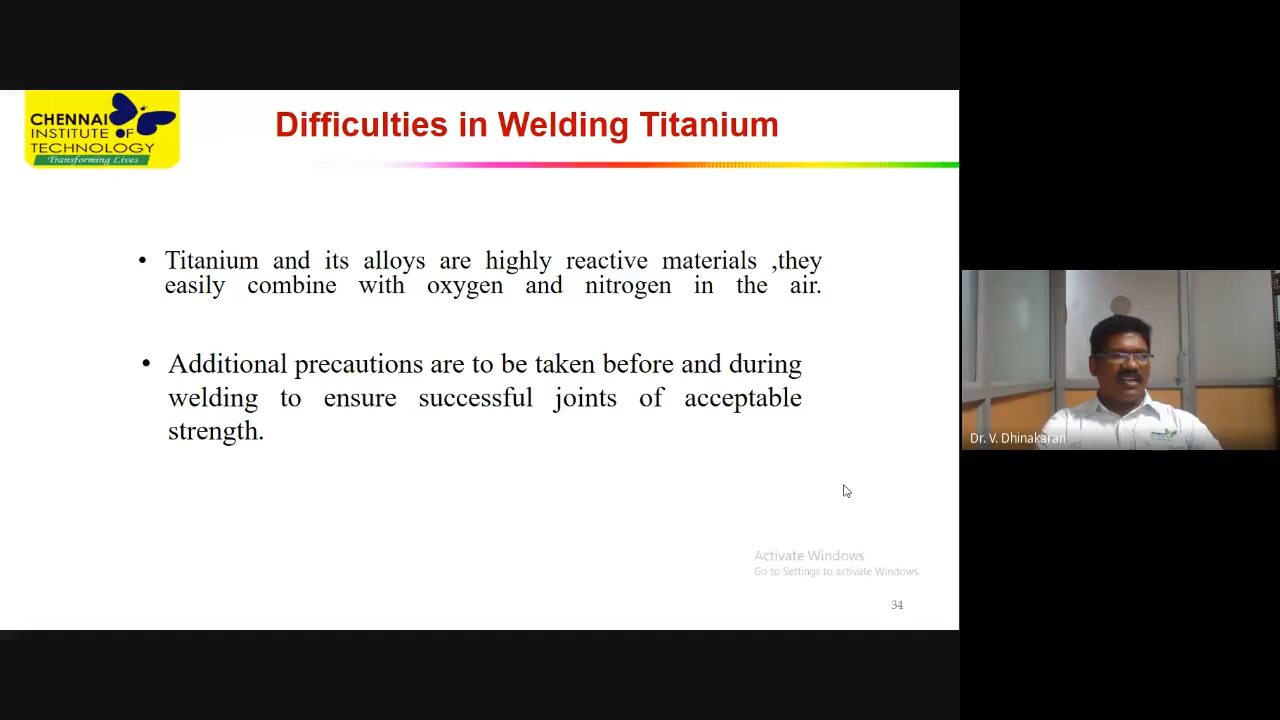 CHENNAI
INSTITUTE OF
TECHNOLOGY
Transforming Lives
Difficulties in Welding Titanium
• Titanium and its alloys are highly reactive materials ,they
easily combine with oxygen and nitrogen in the air.
• Additional precautions are to be taken before and during
welding to ensure successful joints of acceptable
strength.
Dr. V. Dhinakaran
Activate Windows
Go to Settings to activate Windows.
34